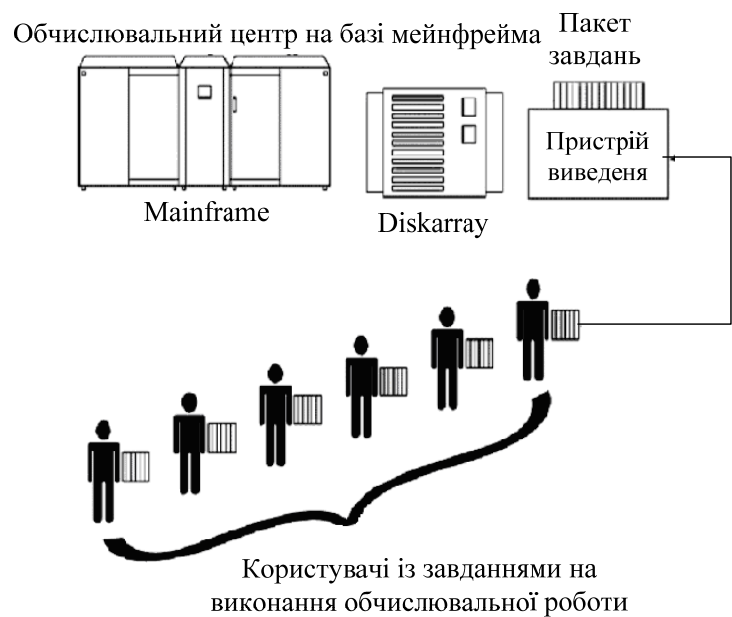 Обчислювальний центр на базі мейнфрейма
Пакет
завдань
Пристрій
виведеня
Mainframe
Diskarray
Користувачі із завданнями на
виконання обчислювальної роботи